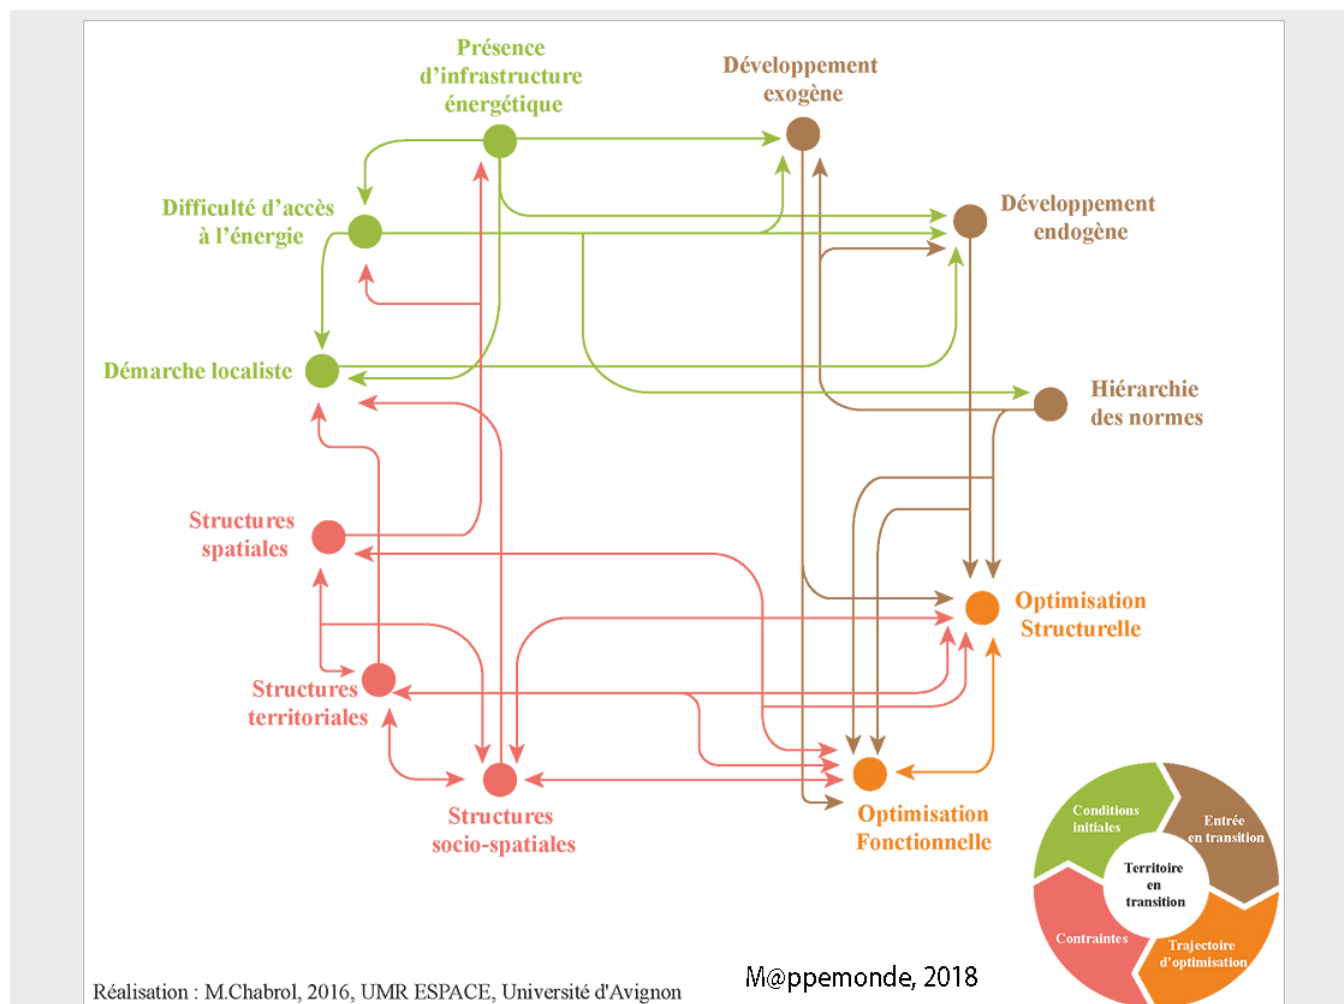 Présence
d'infrastructure
énergétique
Développement
exogène
Difficulté d'accès
à l'énergie
Développement
endogène
Démarche localiste
Hiérarchie
des normes
Structures
spatiales
Optimisation
Structurelle
Structures
territoriales
Structures
socio-spatiales
Optimisation
Fonctionnelle
Conditions
initiales
Entrée
en transition
Territoire
en
transition
Contraintes
Trajectoire
d'optimisation
Réalisation : M.Chabrol, 2016, UMR ESPACE, Université d'Avignon
M@ppemonde, 2018